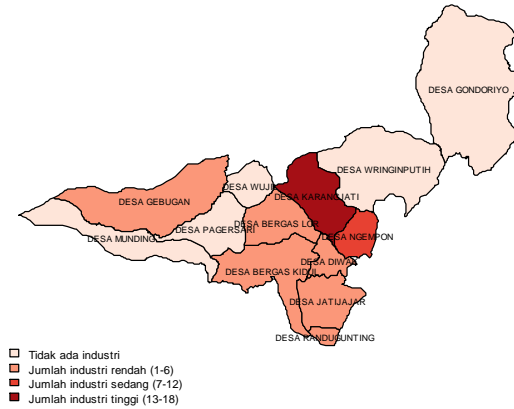 DESA GONDORIYO
DESA WRINGINPUTIH
DESA WUJIL
DESA KARANGJATI
DESA GEBUGAN
DESA BERGAS LOR
DESA PAGERSARI
DESA NGEMPON
DESA MUNDING
DESA DIWAK
DESA BERGAS KIDUL
DESA JATIJAJAR
DESA RANDUGUNTING
Tidak ada industri
Jumlah industri rendah (1-6)
Jumlah industri sedang (7-12)
Jumlah industri tinggi (13-18)